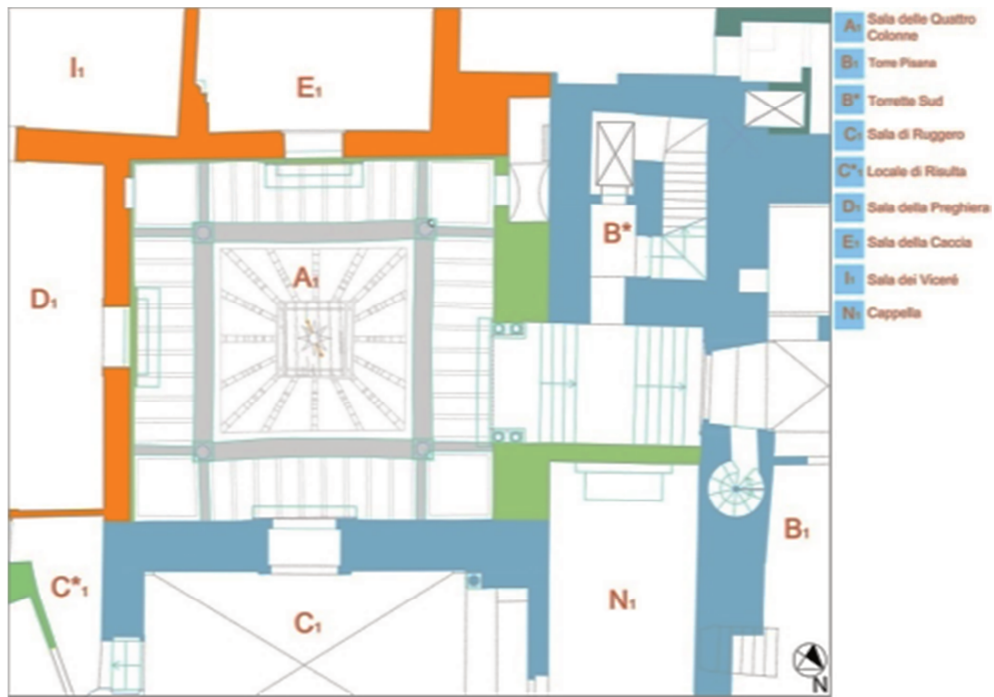 I₁
E₁
B*
A₁
D₁
B₁
C*₁
C₁
N₁
N
A₁ Sala delle Quattro
Colonne
B₁ Torre Pisana
B* Torretta Sud
C₁ Sala di Ruggero
C*₁ Locale di Risulta
D₁ Sala della Preghiera
E₁ Sala della Caccia
I₁ Sala dei Viceré
N₁ Cappella